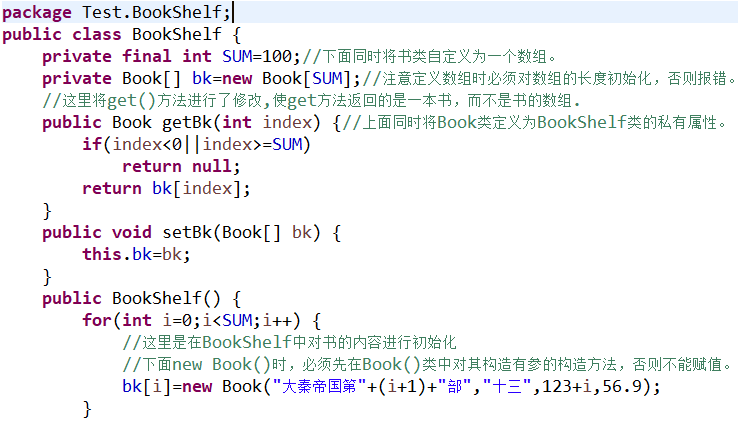 package Test.BookShelf;
public class BookShelf {
    private final int SUM=100;//下面同时将书类自定义为一个数组。
    private Book[] bk=new Book[SUM];//注意定义数组时必须对数组的长度初始化，否则报错。
    //这里将get()方法进行了修改,使get方法返回的是一本书，而不是书的数组.
    public Book getBk(int index) {//上面同时将Book类定义为BookShelf类的私有属性。
        if(index<0||index>=SUM)
            return null;
        return bk[index];
    }
    public void setBk(Book[] bk) {
        this.bk=bk;
    }
    public BookShelf() {
        for(int i=0;i<SUM;i++) {
            //这里是在BookShelf中对书的内容进行初始化
            //下面new Book()时，必须先在Book()类中对其构造有参的构造方法，否则不能赋值。
            bk[i]=new Book("大秦帝国第"+(i+1)+"部","十三",123+i,56.9);
        }